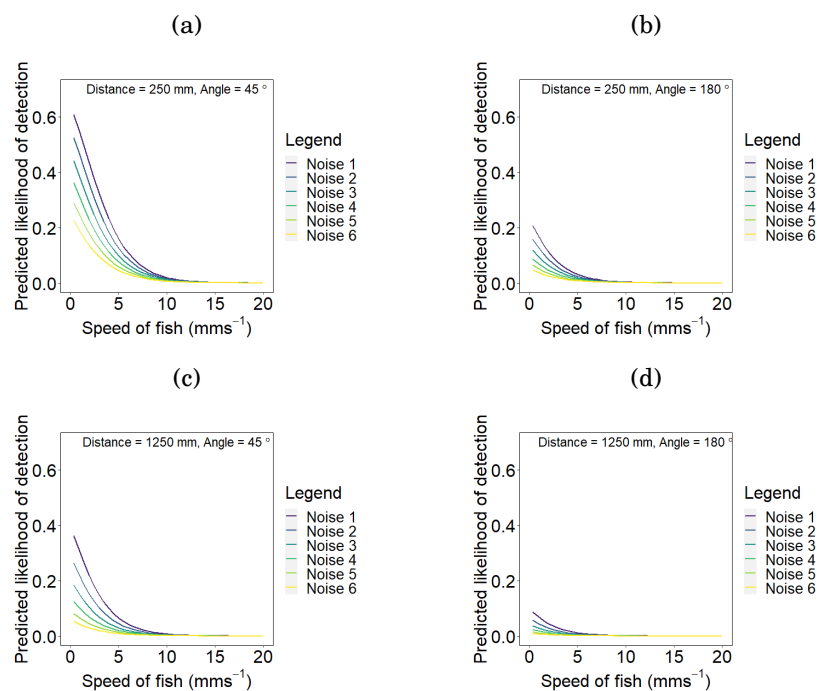 (a)
Distance = 250 mm, Angle = 45 °
Predicted likelihood of detection
0.6
0.4
0.2
0.0
0 5 10 15 20
Speed of fish (mms⁻¹)
Legend
Noise 1
Noise 2
Noise 3
Noise 4
Noise 5
Noise 6
(b)
Distance = 250 mm, Angle = 180 °
Predicted likelihood of detection
0.6
0.4
0.2
0.0
0 5 10 15 20
Speed of fish (mms⁻¹)
Legend
Noise 1
Noise 2
Noise 3
Noise 4
Noise 5
Noise 6
(c)
Distance = 1250 mm, Angle = 45 °
Predicted likelihood of detection
0.6
0.4
0.2
0.0
0 5 10 15 20
Speed of fish (mms⁻¹)
Legend
Noise 1
Noise 2
Noise 3
Noise 4
Noise 5
Noise 6
(d)
Distance = 1250 mm, Angle = 180 °
Predicted likelihood of detection
0.6
0.4
0.2
0.0
0 5 10 15 20
Speed of fish (mms⁻¹)
Legend
Noise 1
Noise 2
Noise 3
Noise 4
Noise 5
Noise 6